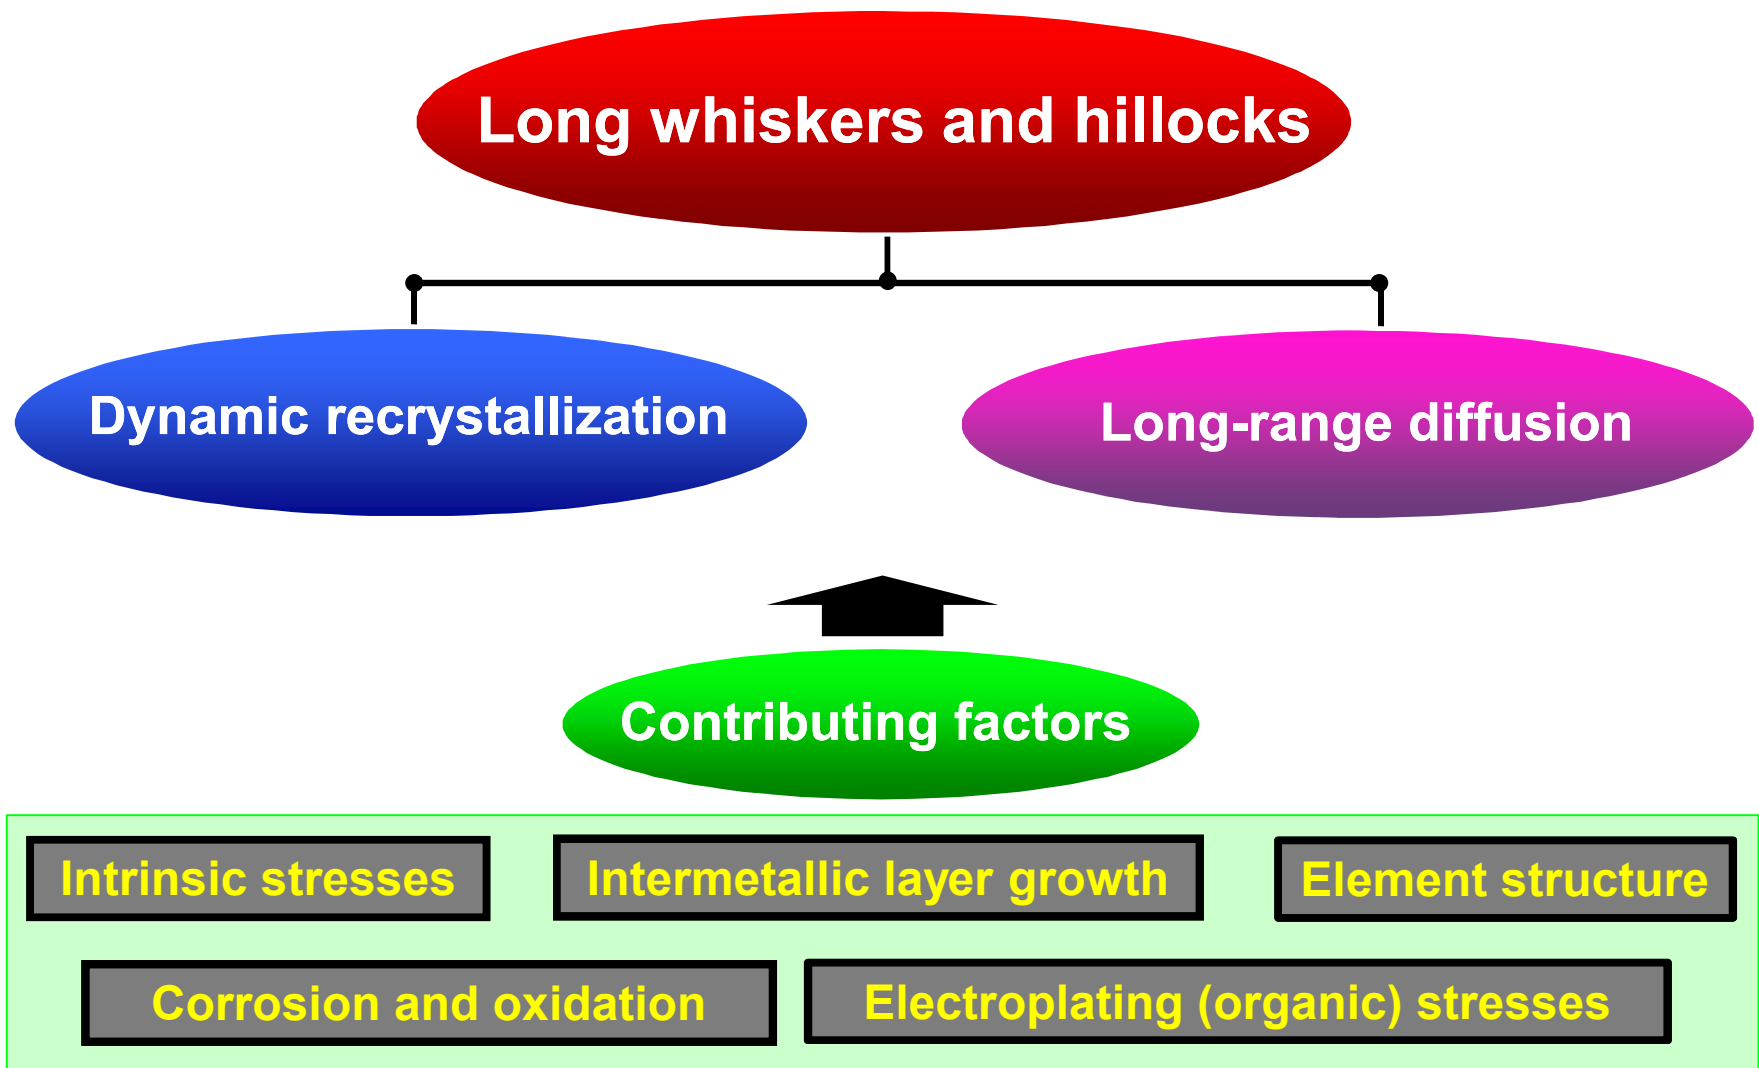 Long whiskers and hillocks
Dynamic recrystallization
Long-range diffusion
Contributing factors
Intrinsic stresses
Intermetallic layer growth
Element structure
Corrosion and oxidation
Electroplating (organic) stresses